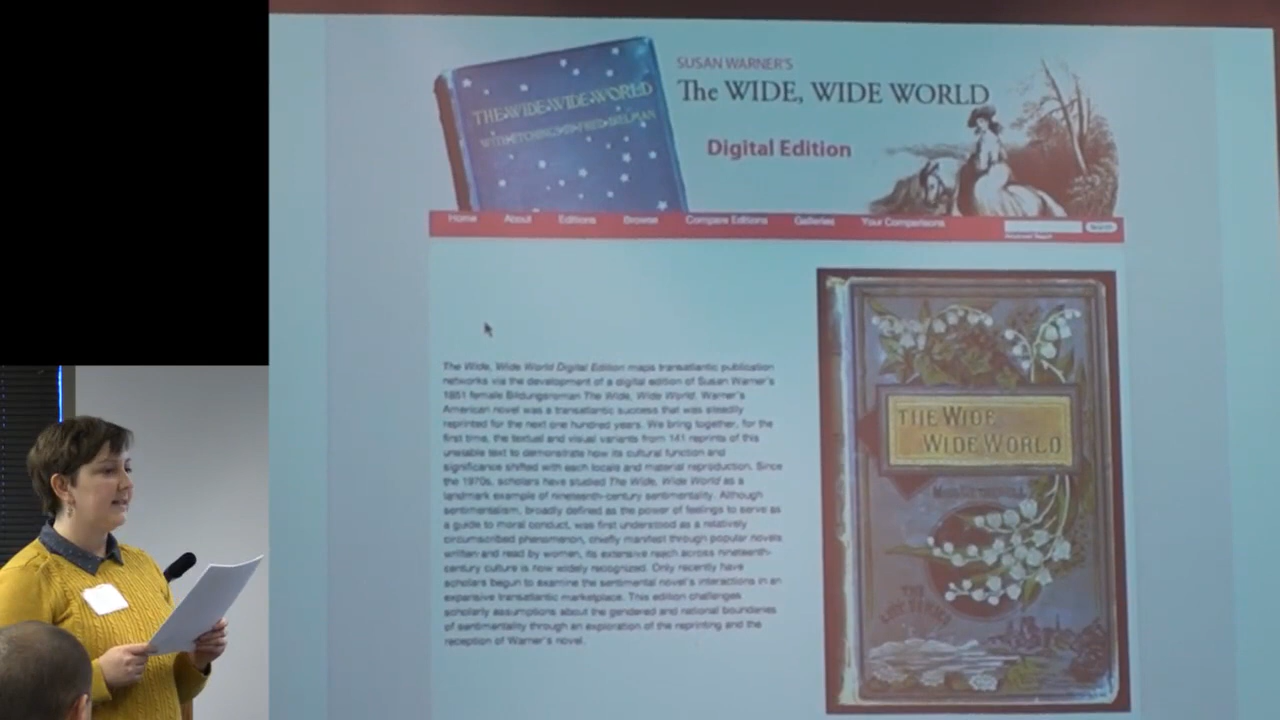 SUSAN WARNER'S
The WIDE, WIDE WORLD
Digital Edition
THE·WIDE·WIDE·WORLD
WITH·ETCHINGS·BY·FRED·DIELMAN
Home About Editions Browse Compare Editions Galleries Your Comparisons
Search
Advanced Search
The Wide, Wide World Digital Edition maps transatlantic publication
networks via the development of a digital edition of Susan Warner's
1851 female Bildungsroman The Wide, Wide World. Warner's
American novel was a transatlantic success that was steadily
reprinted for the next one hundred years. We bring together, for the
first time, the textual and visual variants from 141 reprints of this
unstable text to demonstrate how its cultural function and
significance shifted with each locale and material reproduction. Since
the 1970s, scholars have studied The Wide, Wide World as a
landmark example of nineteenth-century sentimentality. Although
sentimentalism, broadly defined as the power of feelings to serve as
a guide to moral conduct, was first understood as a relatively
circumscribed phenomenon, chiefly manifest through popular novels
written and read by women, its extensive reach across nineteenth-
century culture is now widely recognized. Only recently have
scholars begun to examine the sentimental novel's interactions in an
expansive transatlantic marketplace. This edition challenges
scholarly assumptions about the gendered and national boundaries
of sentimentality through an exploration of the reprinting and the
reception of Warner's novel.
THE WIDE
WIDE WORLD